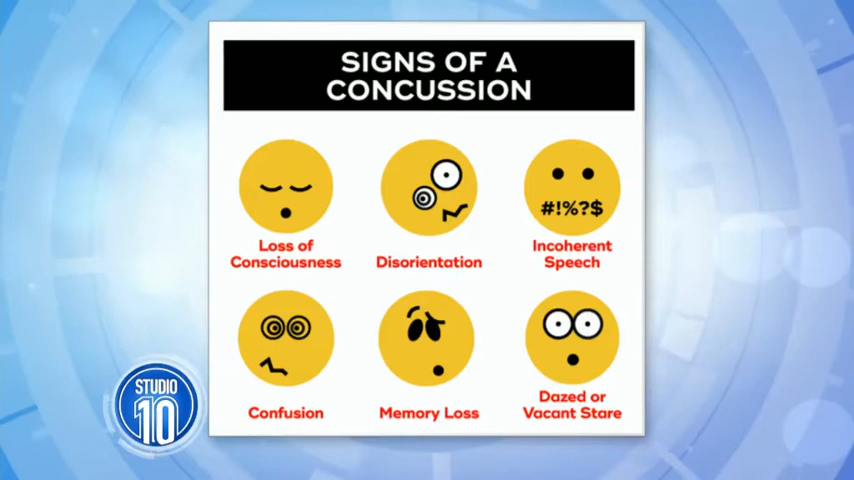 SIGNS OF A
CONCUSSION
Loss of
Consciousness
Disorientation
#!%?$
Incoherent
Speech
Confusion
Memory Loss
Dazed or
Vacant Stare
STUDIO
10